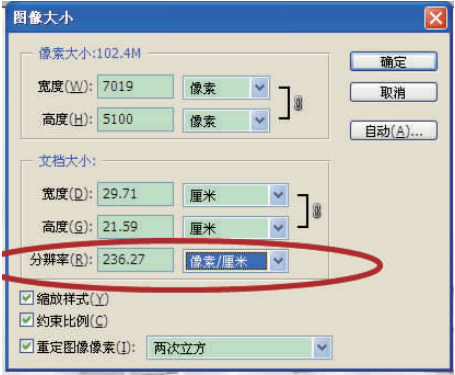 图像大小
像素大小:102.4M
确定
宽度(W): 7019 像素
取消
高度(H): 5100 像素
自动(A)...
文档大小:
宽度(D): 29.71 厘米
高度(G): 21.59 厘米
分辨率(R): 236.27 像素/厘米
缩放样式(Y)
约束比例(C)
重定图像像素(I): 两次立方